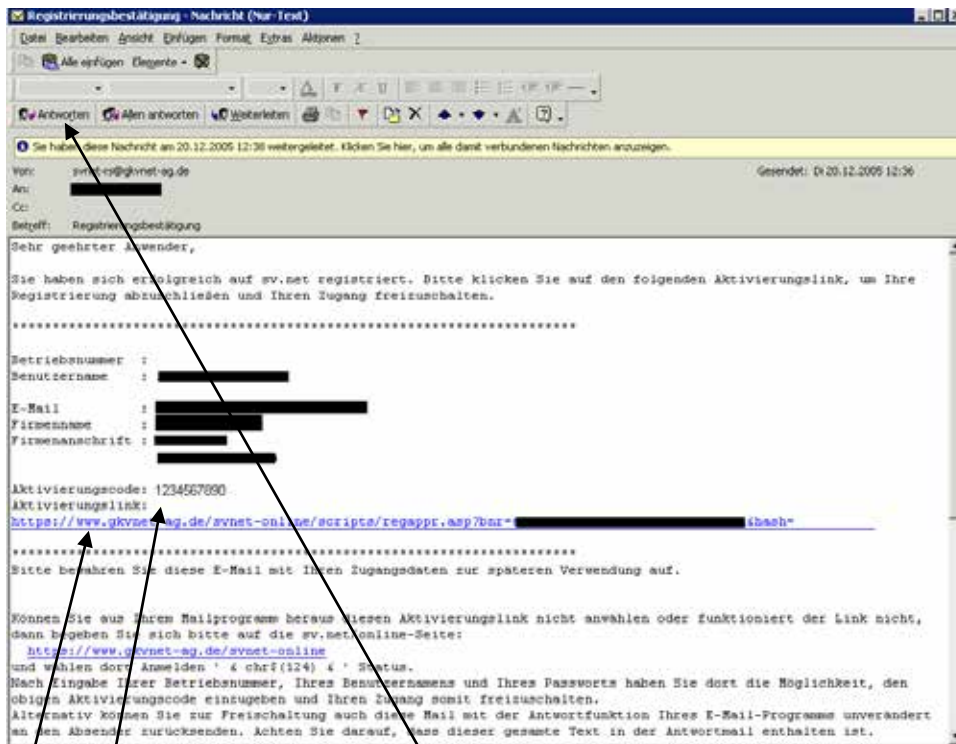 Registrierungsbestätigung - Nachricht (Nur-Text)
Datei Bearbeiten Ansicht Einfügen Format Extras Aktionen ?
Alle einfügen Elemente
F K U
Antworten Allen antworten Weiterleiten
Sie haben diese Nachricht am 20.12.2005 12:38 weitergeleitet. Klicken Sie hier, um alle damit verbundenen Nachrichten anzuzeigen.
Von: svnet-rs@gkvnet-ag.de Gesendet: Di 20.12.2005 12:36
An:
Cc:
Betreff: Registrierungsbestätigung
Sehr geehrter Anwender,
Sie haben sich erfolgreich auf sv.net registriert. Bitte klicken Sie auf den folgenden Aktivierungslink, um Ihre
Registrierung abzuschließen und Ihren Zugang freizuschalten.
**********************************************************************
Betriebsnummer :
Benutzername :
E-Mail :
Firmenname :
Firmenanschrift :
Aktivierungscode: 1234567890
Aktivierungslink:
https://www.gkvnet-ag.de/svnet-online/scripts/regappr.asp?bnr= &hash=
**********************************************************************
Bitte bewahren Sie diese E-Mail mit Ihren Zugangsdaten zur späteren Verwendung auf.
Können Sie aus Ihrem Mailprogramm heraus diesen Aktivierungslink nicht anwählen oder funktioniert der Link nicht,
dann begeben Sie sich bitte auf die sv.net/online-Seite:
https://www.gkvnet-ag.de/svnet-online
und wählen dort Anmelden ' & chr$(124) & ' Status.
Nach Eingabe Ihrer Betriebsnummer, Ihres Benutzernamens und Ihres Passworts haben Sie dort die Möglichkeit, den
obigen Aktivierungscode einzugeben und Ihren Zugang somit freizuschalten.
Alternativ können Sie zur Freischaltung auch diese Mail mit der Antwortfunktion Ihres E-Mail-Programms unverändert
an den Absender zurücksenden. Achten Sie darauf, dass dieser gesamte Text in der Antwortmail enthalten ist.